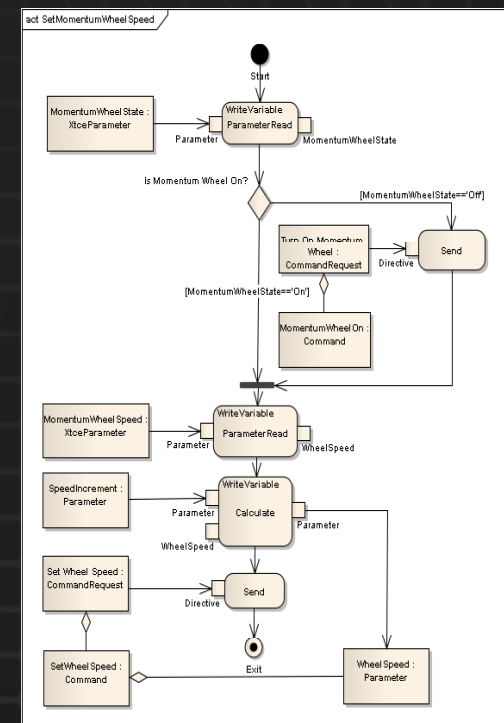 act SetMomentumWheelSpeed
Start
MomentumWheelState :
XtceParameter
Parameter
WriteVariable
ParameterRead
MomentumWheelState
Is Momentum Wheel On?
[MomentumWheelState=='Off']
Turn On Momentum
Wheel :
CommandRequest
Directive
Send
[MomentumWheelState=='On']
MomentumWheelOn :
Command
MomentumWheelSpeed :
XtceParameter
Parameter
WriteVariable
ParameterRead
WheelSpeed
SpeedIncrement :
Parameter
Parameter
WriteVariable
Calculate
Parameter
WheelSpeed
Set Wheel Speed :
CommandRequest
Directive
Send
Exit
SetWheelSpeed :
Command
WheelSpeed :
Parameter